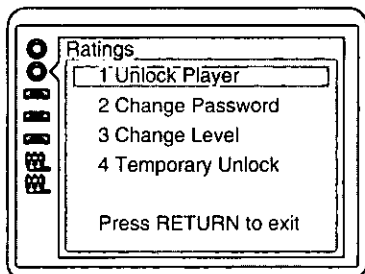 Ratings
1 Unlock Player
2 Change Password
3 Change Level
4 Temporary Unlock
Press RETURN to exit